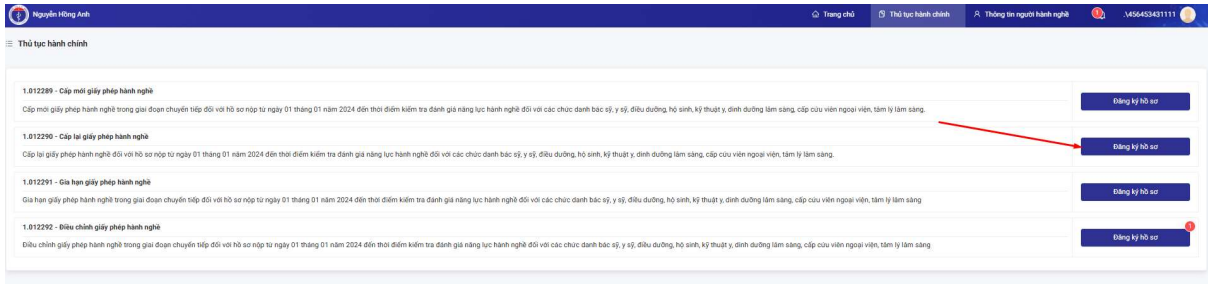 Nguyễn Hồng Anh
Trang chủ
Thủ tục hành chính
Thông tin người hành nghề
1
.\456453431111
Thủ tục hành chính
1.012289 - Cấp mới giấy phép hành nghề
Cấp mới giấy phép hành nghề trong giai đoạn chuyển tiếp đối với hồ sơ nộp từ ngày 01 tháng 01 năm 2024 đến thời điểm kiểm tra đánh giá năng lực hành nghề đối với các chức danh bác sỹ, y sỹ, điều dưỡng, hộ sinh, kỹ thuật y, dinh dưỡng lâm sàng, cấp cứu viên ngoại viện, tâm lý lâm sàng.
Đăng ký hồ sơ
1.012290 - Cấp lại giấy phép hành nghề
Cấp lại giấy phép hành nghề đối với hồ sơ nộp từ ngày 01 tháng 01 năm 2024 đến thời điểm kiểm tra đánh giá năng lực hành nghề đối với các chức danh bác sỹ, y sỹ, điều dưỡng, hộ sinh, kỹ thuật y, dinh dưỡng lâm sàng, cấp cứu viên ngoại viện, tâm lý lâm sàng.
Đăng ký hồ sơ
1.012291 - Gia hạn giấy phép hành nghề
Gia hạn giấy phép hành nghề trong giai đoạn chuyển tiếp đối với hồ sơ nộp từ ngày 01 tháng 01 năm 2024 đến thời điểm kiểm tra đánh giá năng lực hành nghề đối với các chức danh bác sỹ, y sỹ, điều dưỡng, hộ sinh, kỹ thuật y, dinh dưỡng lâm sàng, cấp cứu viên ngoại viện, tâm lý lâm sàng
Đăng ký hồ sơ
1.012292 - Điều chỉnh giấy phép hành nghề
Điều chỉnh giấy phép hành nghề trong giai đoạn chuyển tiếp đối với hồ sơ nộp từ ngày 01 tháng 01 năm 2024 đến thời điểm kiểm tra đánh giá năng lực hành nghề đối với các chức danh bác sỹ, y sỹ, điều dưỡng, hộ sinh, kỹ thuật y, dinh dưỡng lâm sàng, cấp cứu viên ngoại viện, tâm lý lâm sàng
1
Đăng ký hồ sơ